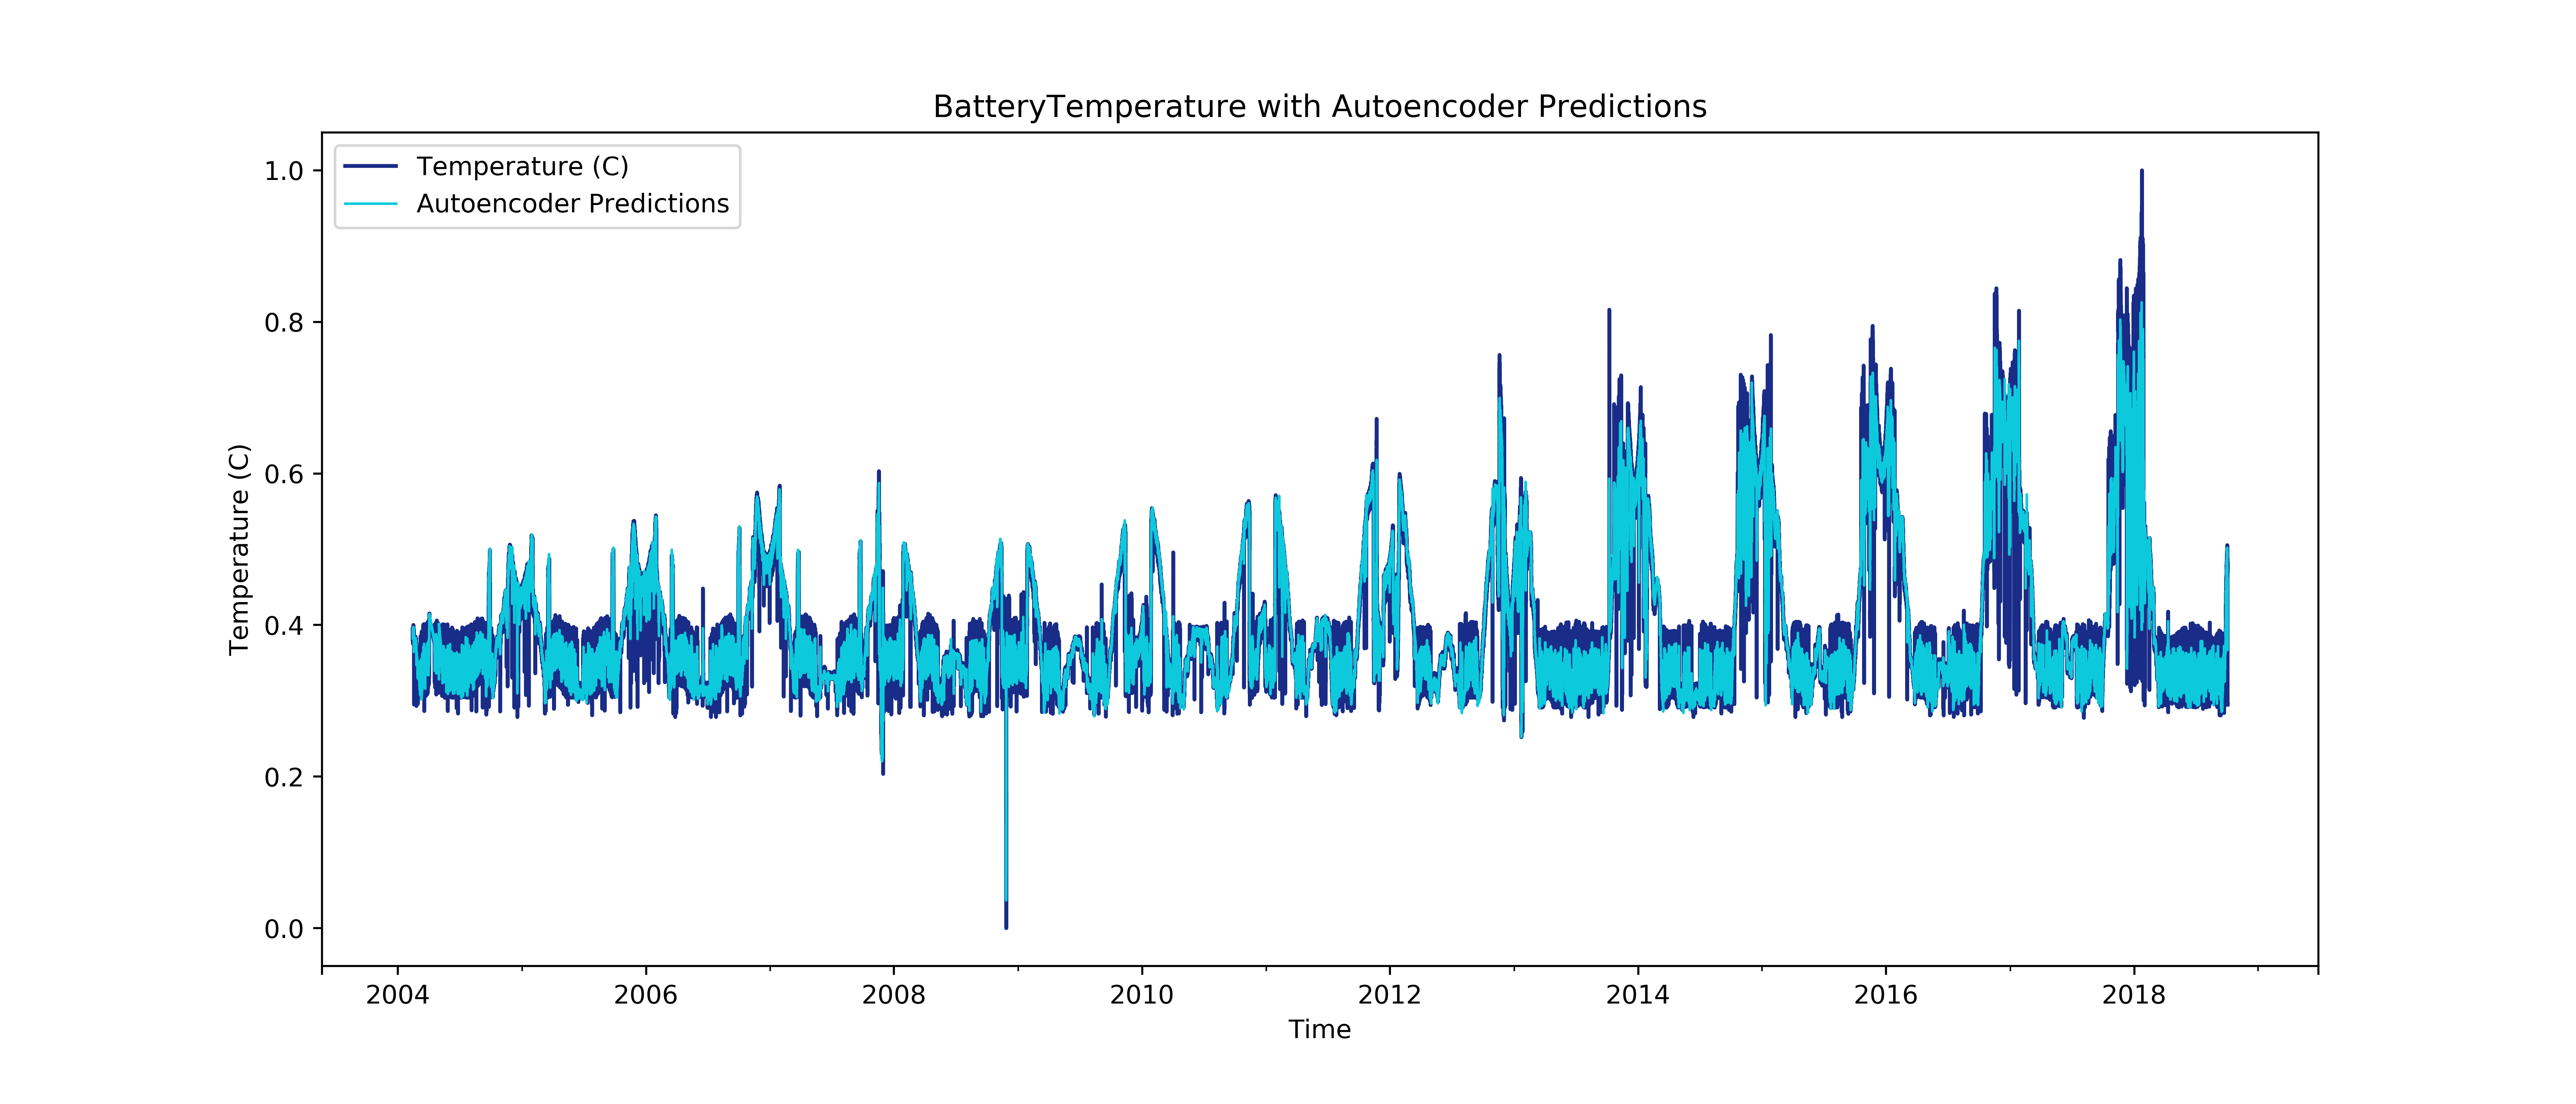 BatteryTemperature with Autoencoder Predictions
Temperature (C)
Autoencoder Predictions
1.0
0.8
0.6
0.4
0.2
0.0
Temperature (C)
2004 2006 2008 2010 2012 2014 2016 2018
Time